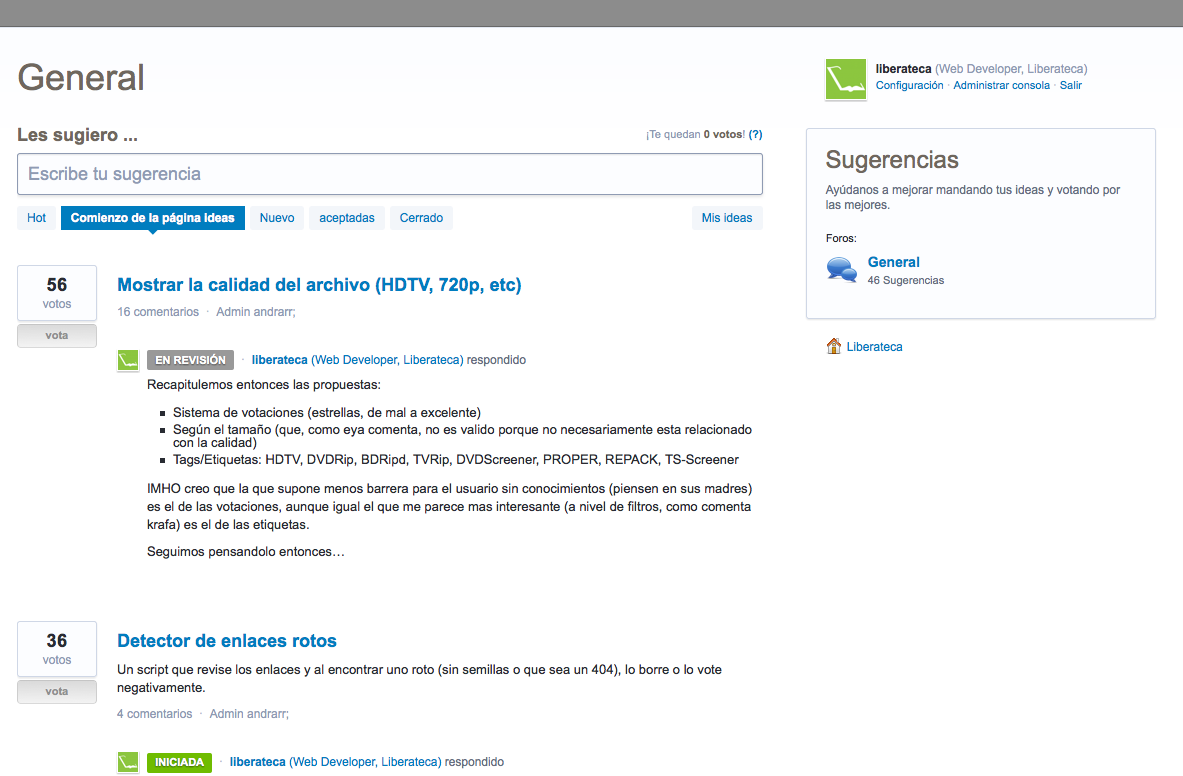 General
liberateca (Web Developer, Liberateca)
Configuración · Administrar consola · Salir
Les sugiero ...
¡Te quedan 0 votos! (?)
Escribe tu sugerencia
Hot
Comienzo de la página ideas
Nuevo
aceptadas
Cerrado
Mis ideas
56
votos
vota
Mostrar la calidad del archivo (HDTV, 720p, etc)
16 comentarios · Admin andrarr;
EN REVISIÓN · liberateca (Web Developer, Liberateca) respondido
Recapitulemos entonces las propuestas:
Sistema de votaciones (estrellas, de mal a excelente)
Según el tamaño (que, como eya comenta, no es valido porque no necesariamente esta relacionado
con la calidad)
Tags/Etiquetas: HDTV, DVDRip, BDRipd, TVRip, DVDScreener, PROPER, REPACK, TS-Screener
IMHO creo que la que supone menos barrera para el usuario sin conocimientos (piensen en sus madres)
es el de las votaciones, aunque igual el que me parece mas interesante (a nivel de filtros, como comenta
krafa) es el de las etiquetas.
Seguimos pensandolo entonces…
36
votos
vota
Detector de enlaces rotos
Un script que revise los enlaces y al encontrar uno roto (sin semillas o que sea un 404), lo borre o lo vote
negativamente.
4 comentarios · Admin andrarr;
INICIADA · liberateca (Web Developer, Liberateca) respondido
Sugerencias
Ayúdanos a mejorar mandando tus ideas y votando por
las mejores.
Foros:
General
46 Sugerencias
Liberateca